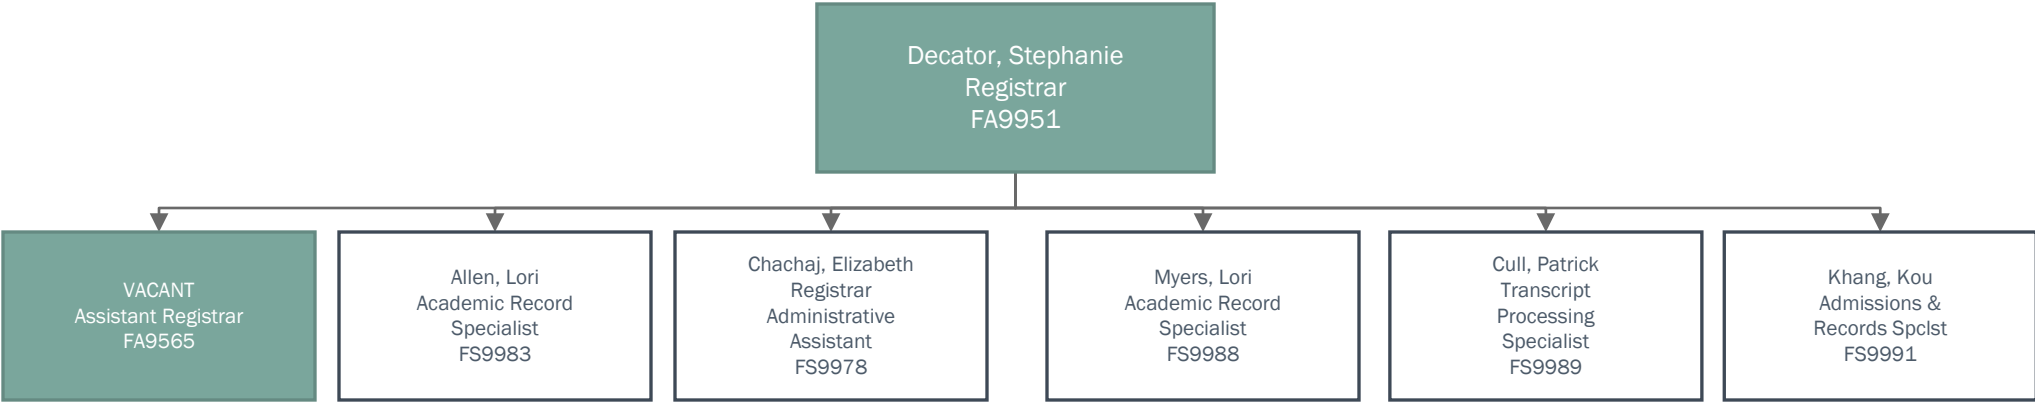 Decator, Stephanie
Registrar
FA9951
VACANT
Assistant Registrar
FA9565
Allen, Lori
Academic Record
Specialist
FS9983
Chachaj, Elizabeth
Registrar
Administrative
Assistant
FS9978
Myers, Lori
Academic Record
Specialist
FS9988
Cull, Patrick
Transcript
Processing
Specialist
FS9989
Khang, Kou
Admissions &
Records Spclst
FS9991